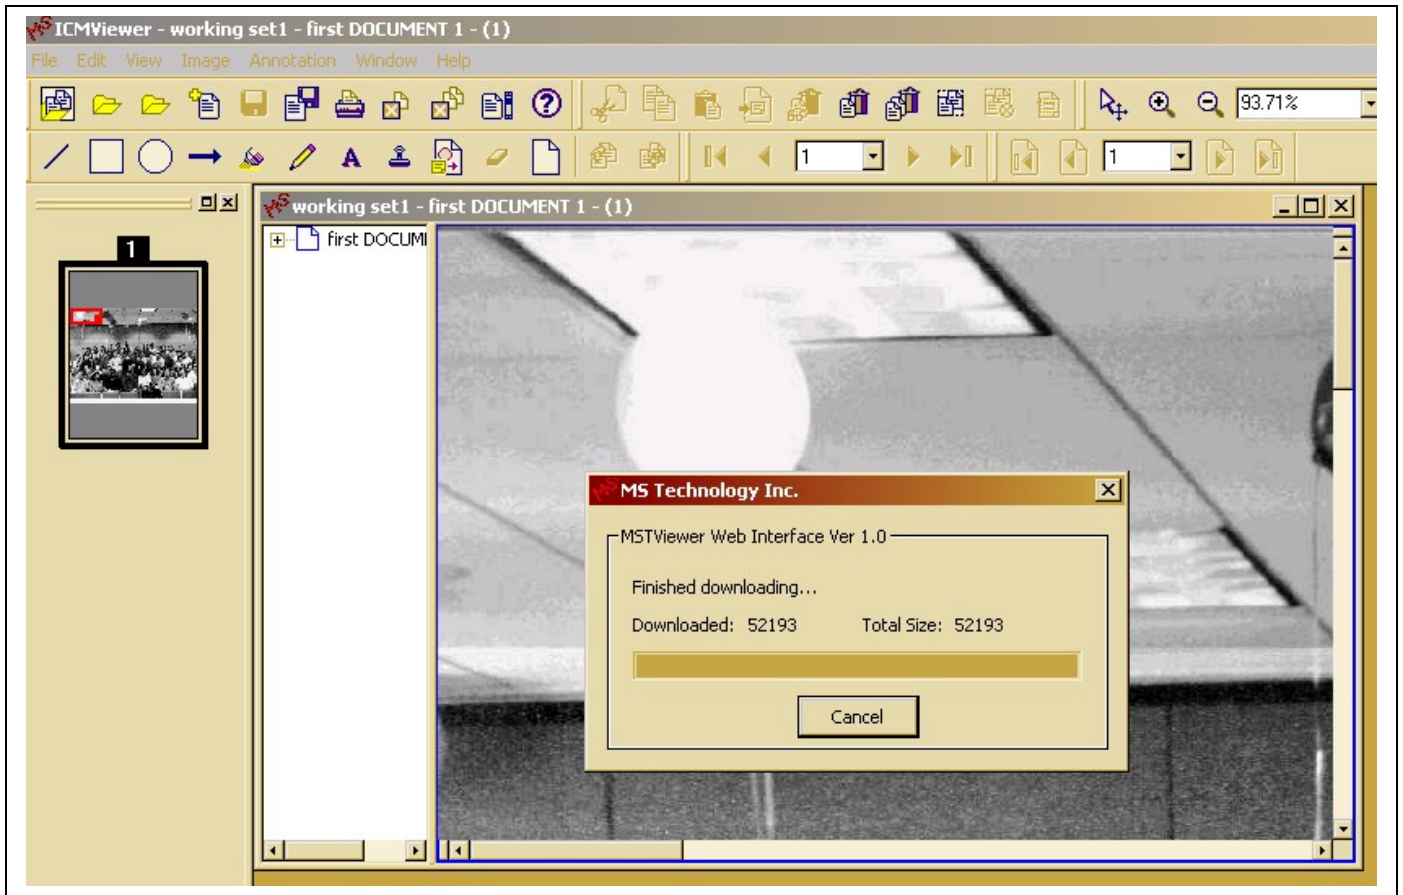 ICMViewer - working set1 - first DOCUMENT 1 - (1)
File Edit View Image Annotation Window Help
93.71%
A 1 1
working set1 - first DOCUMENT 1 - (1)
1
first DOCUM
MS Technology Inc.
MSTViewer Web Interface Ver 1.0
Finished downloading...
Downloaded: 52193 Total Size: 52193
Cancel